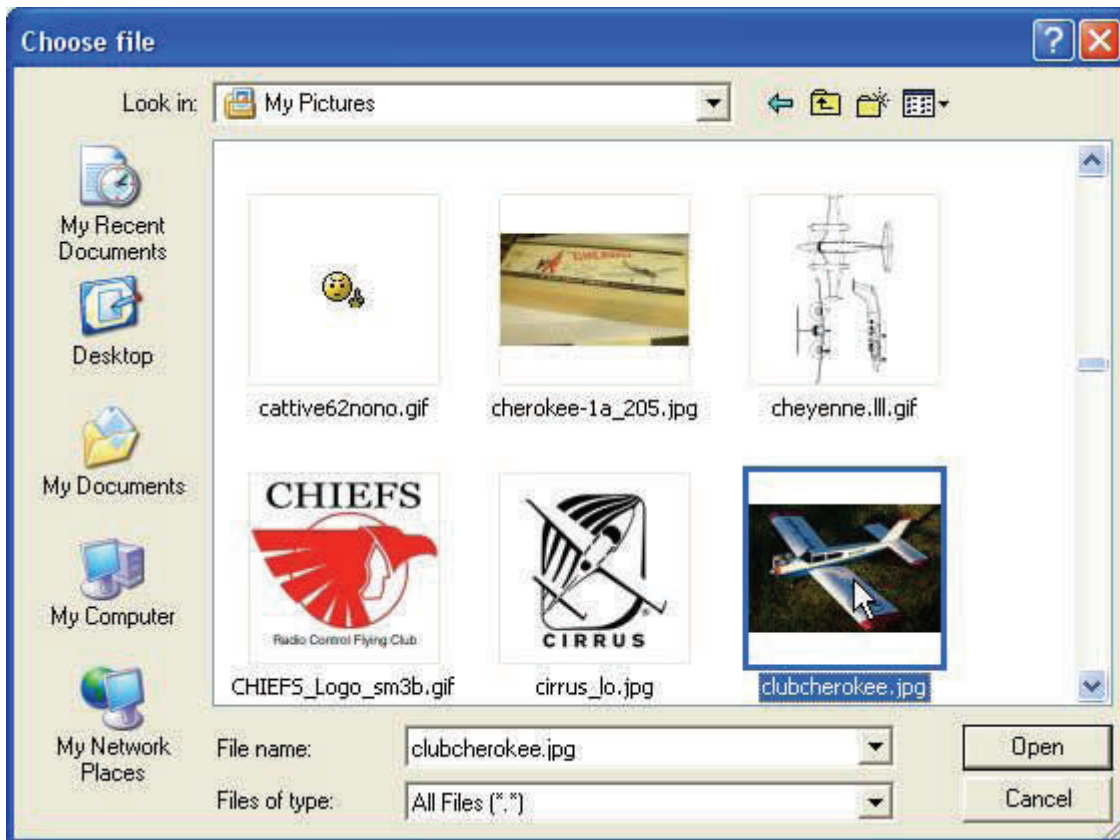 Choose file
Look in:
My Pictures
My Recent
Documents
Desktop
My Documents
My Computer
My Network
Places
cattive62nono.gif
cherokee-1a_205.jpg
cheyenne.III.gif
CHIEFS
Radio Control Flying Club
CHIEFS_Logo_sm3b.gif
CIRRUS
®
cirrus_lo.jpg
clubcherokee.jpg
File name:
clubcherokee.jpg
Open
Files of type:
All Files (*.*)
Cancel